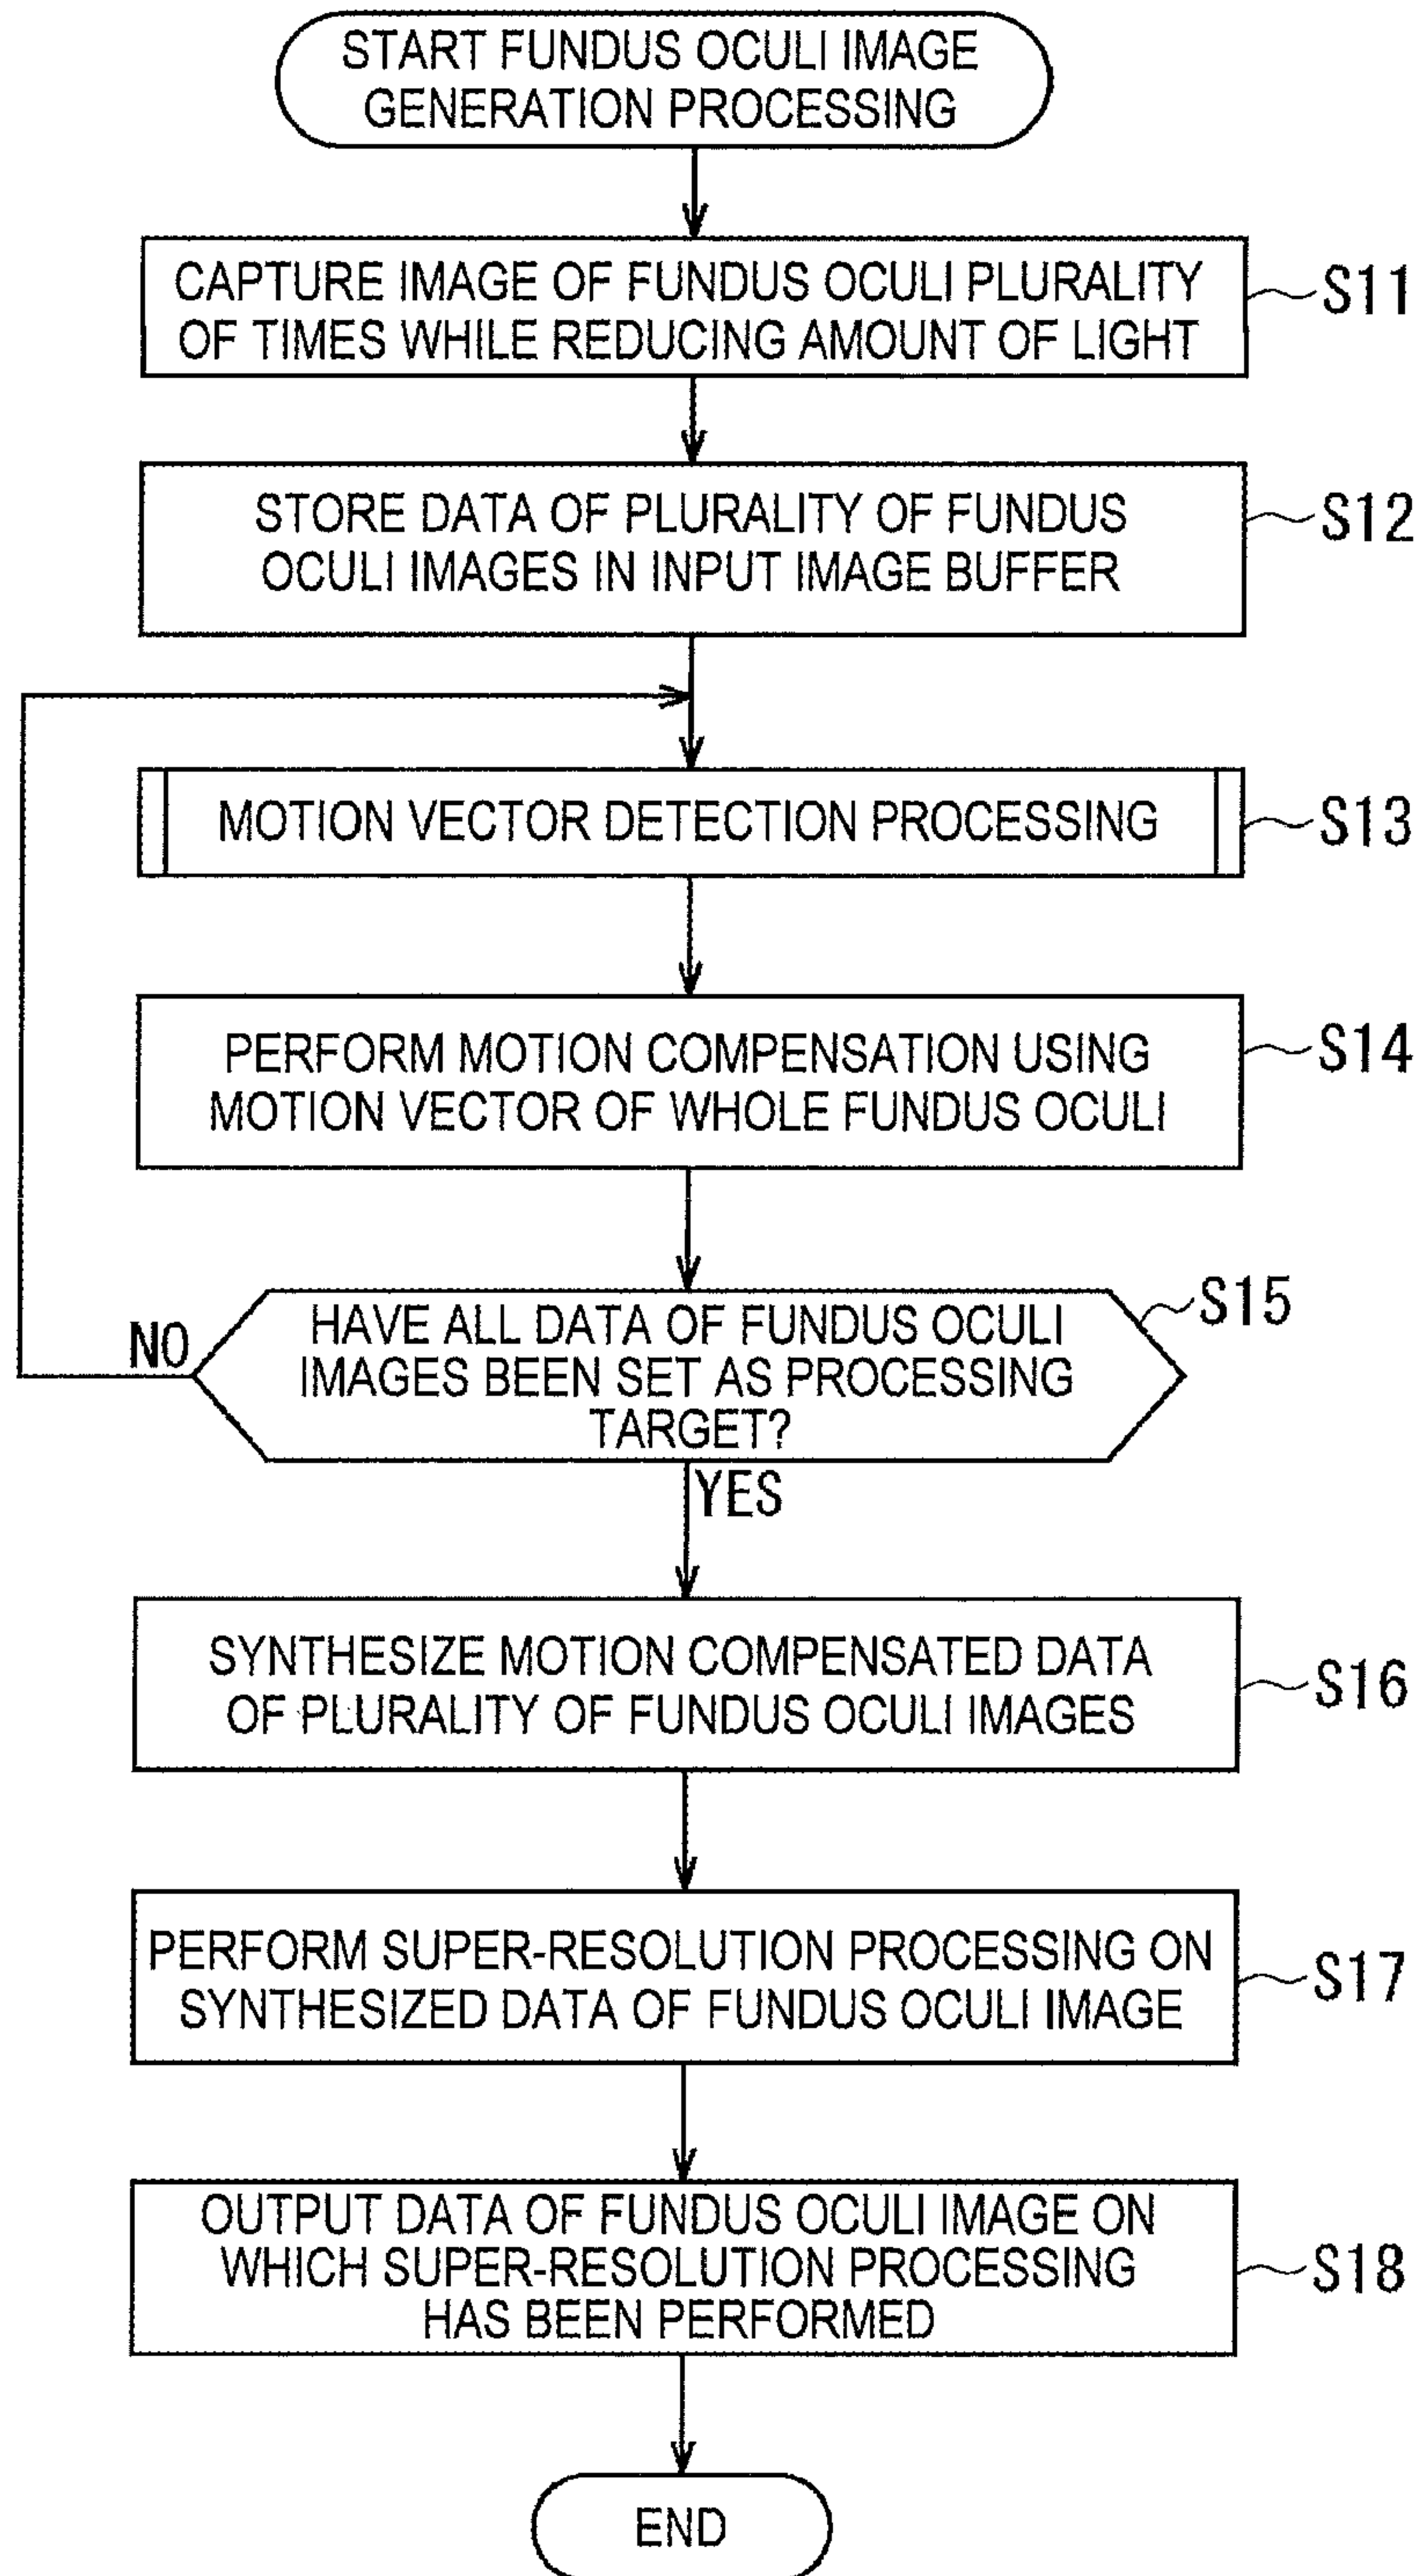 START FUNDUS OCULI IMAGE
GENERATION PROCESSING
CAPTURE IMAGE OF FUNDUS OCULI PLURALITY
OF TIMES WHILE REDUCING AMOUNT OF LIGHT
S11
STORE DATA OF PLURALITY OF FUNDUS
OCULI IMAGES IN INPUT IMAGE BUFFER
S12
MOTION VECTOR DETECTION PROCESSING
S13
PERFORM MOTION COMPENSATION USING
MOTION VECTOR OF WHOLE FUNDUS OCULI
S14
HAVE ALL DATA OF FUNDUS OCULI
IMAGES BEEN SET AS PROCESSING
TARGET?
S15
NO
YES
SYNTHESIZE MOTION COMPENSATED DATA
OF PLURALITY OF FUNDUS OCULI IMAGES
S16
PERFORM SUPER-RESOLUTION PROCESSING ON
SYNTHESIZED DATA OF FUNDUS OCULI IMAGE
S17
OUTPUT DATA OF FUNDUS OCULI IMAGE ON
WHICH SUPER-RESOLUTION PROCESSING
HAS BEEN PERFORMED
S18
END